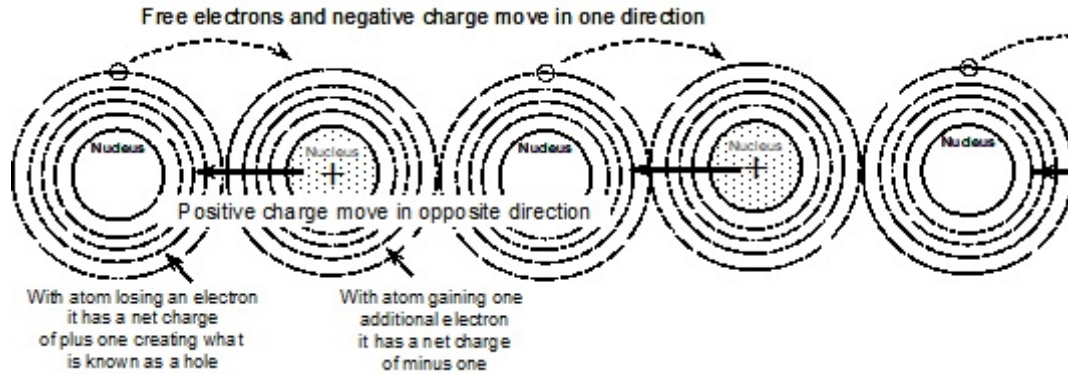 Free electrons and negative charge move in one direction
Nucleus
Nucleus
Nucleus
Nucleus
Nucleus
+
+
Positive charge move in opposite direction
With atom losing an electron
it has a net charge
of plus one creating what
is known as a hole
With atom gaining one
additional electron
it has a net charge
of minus one